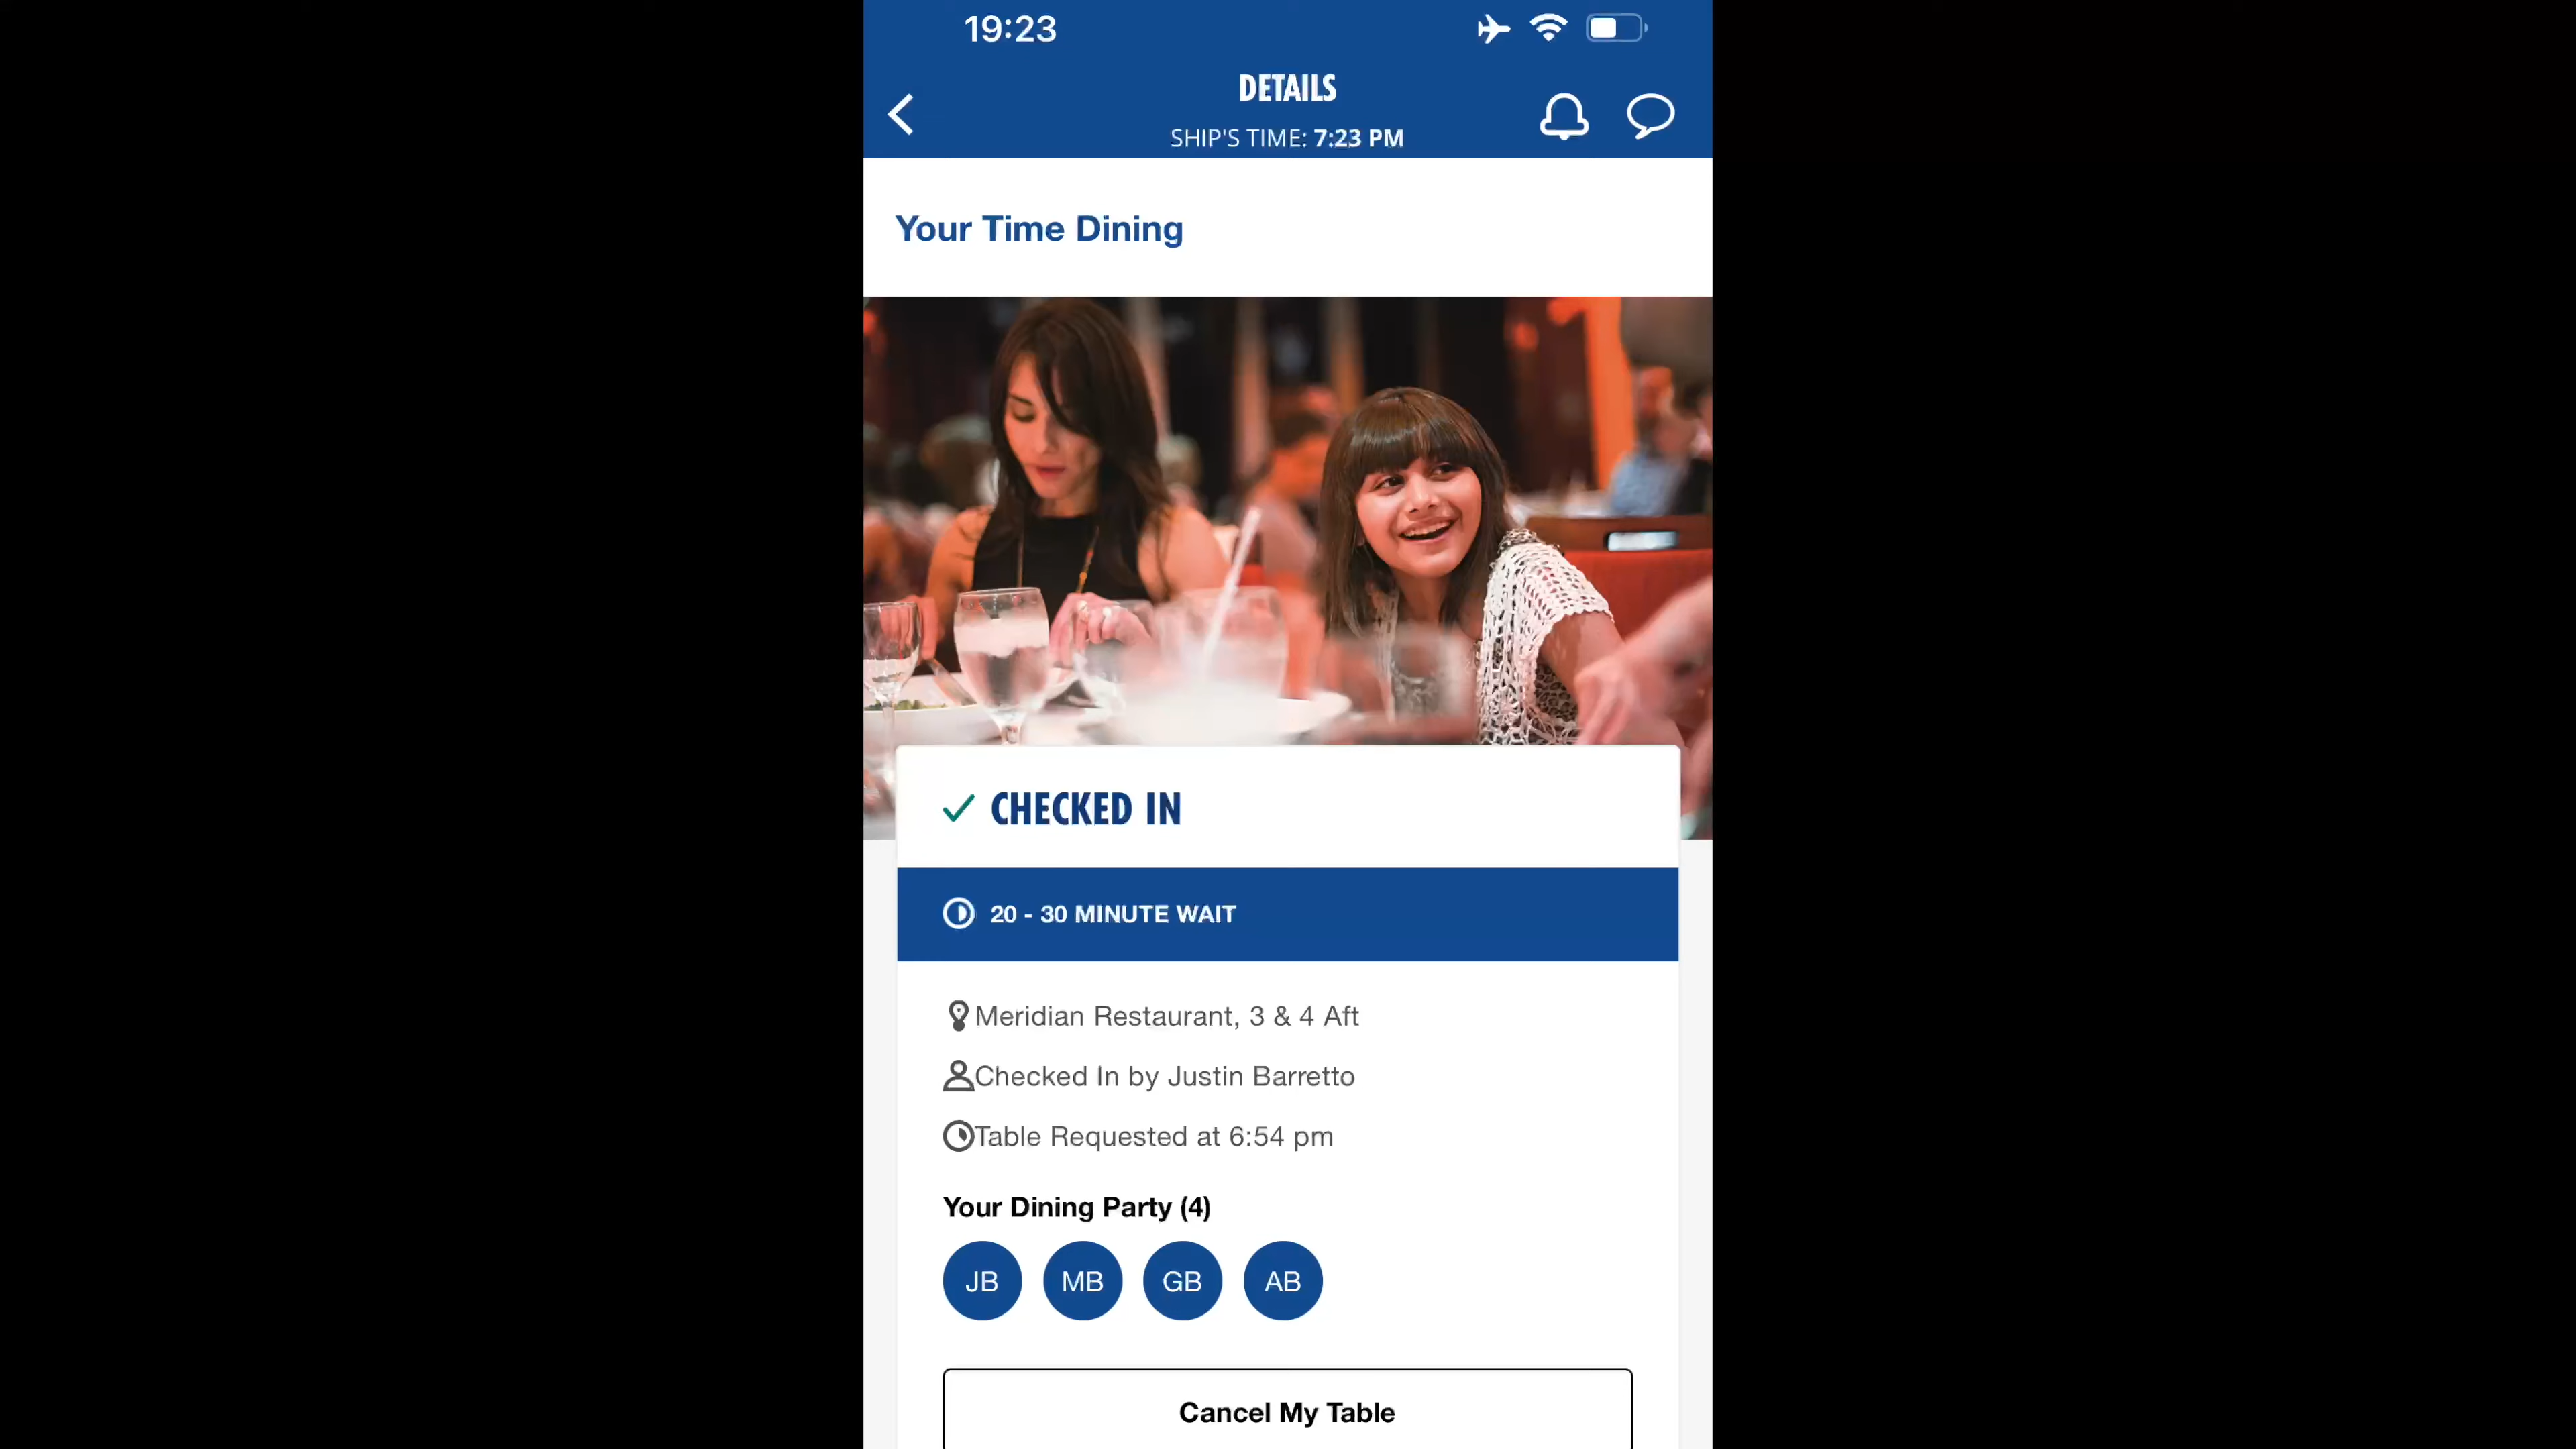 19:23
DETAILS
SHIP'S TIME: 7:23 PM
Your Time Dining
CHECKED IN
20 - 30 MINUTE WAIT
Meridian Restaurant, 3 & 4 Aft
Checked In by Justin Barretto
Table Requested at 6:54 pm
Your Dining Party (4)
JB MB GB AB
Cancel My Table